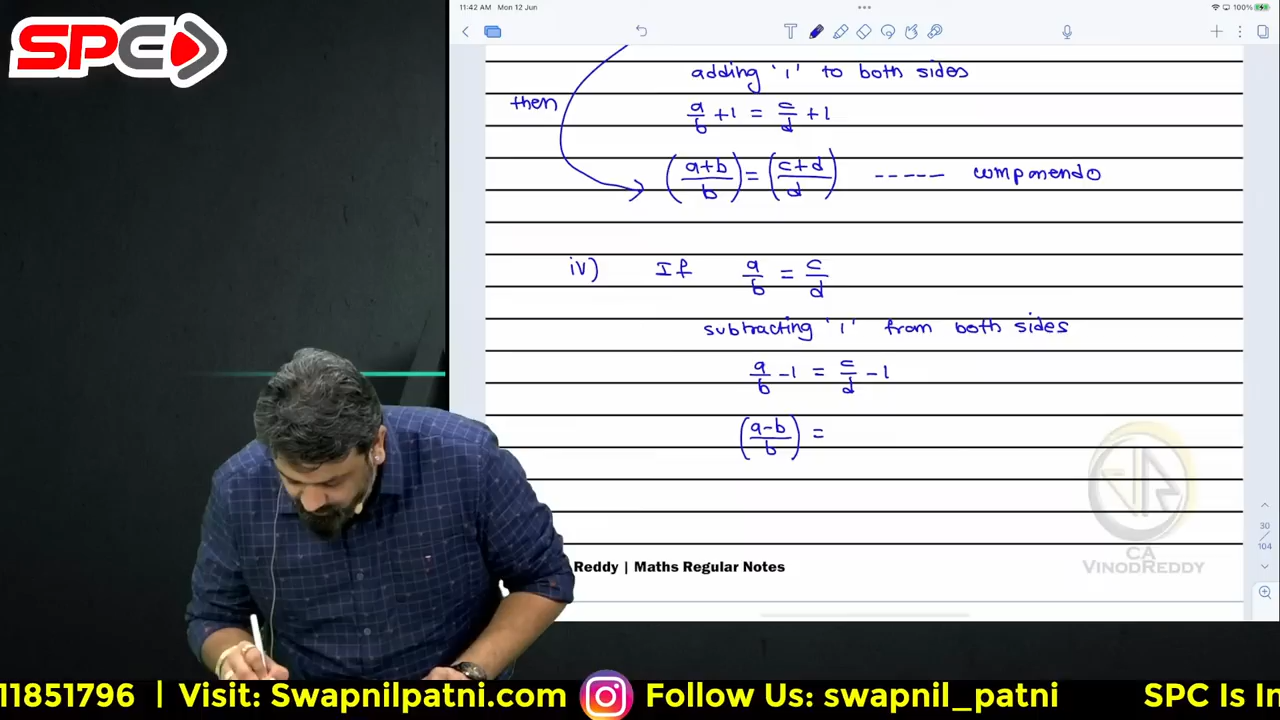 11:42 AM Mon 12 Jun
100%
SPC
T
adding '1' to both sides
then
a/b + 1 = c/d + 1
(a+b/b) = (c+d/d) ----- componendo
iv) If a/b = c/d
subtracting '1' from both sides
a/b - 1 = c/d - 1
(a-b/b) =
30
/
104
CA
VINODREDDY
Reddy | Maths Regular Notes
11851796 | Visit: Swapnilpatni.com Follow Us: swapnil_patni SPC Is In